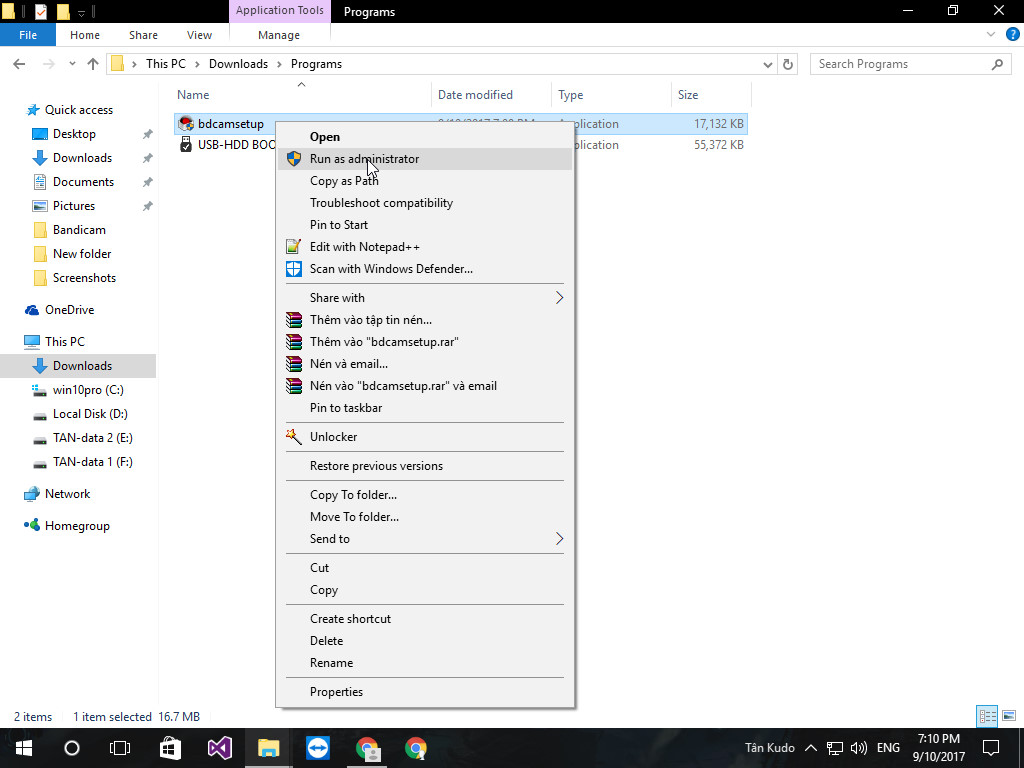 Application Tools Programs
File Home Share View Manage
This PC Downloads Programs Search Programs
Name Date modified Type Size
bdcamsetup 17,132 KB
USB-HDD BOO 55,372 KB
Quick access
Desktop
Downloads
Documents
Pictures
Bandicam
New folder
Screenshots
OneDrive
This PC
Downloads
win10pro (C:)
Local Disk (D:)
TAN-data 2 (E:)
TAN-data 1 (F:)
Network
Homegroup
Open
Run as administrator
Copy as Path
Troubleshoot compatibility
Pin to Start
Edit with Notepad++
Scan with Windows Defender...
Share with
Thêm vào tập tin nén...
Thêm vào "bdcamsetup.rar"
Nén và email...
Nén vào "bdcamsetup.rar" và email
Pin to taskbar
Unlocker
Restore previous versions
Copy To folder...
Move To folder...
Send to
Cut
Copy
Create shortcut
Delete
Rename
Properties
2 items 1 item selected 16.7 MB
Tân Kudo ENG 7:10 PM
9/10/2017